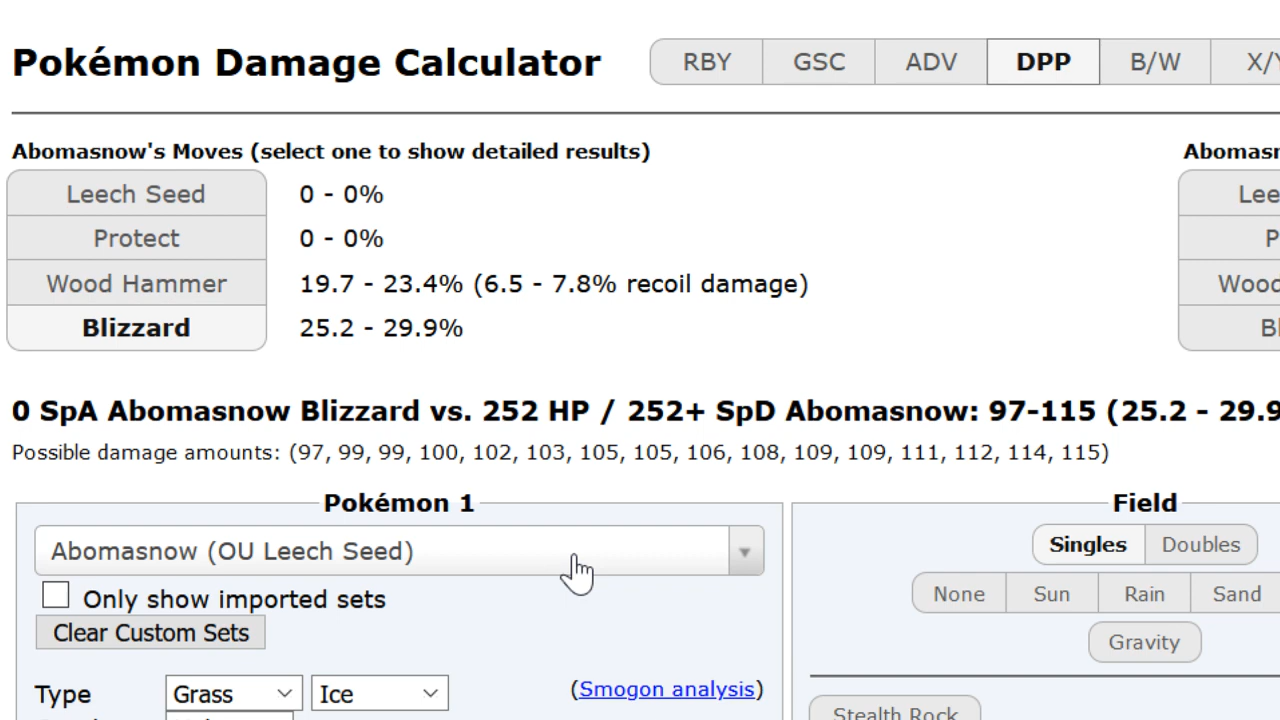 Pokémon Damage Calculator
RBY GSC ADV DPP B/W X/Y
Abomasnow's Moves (select one to show detailed results)
Leech Seed 0 - 0%
Protect 0 - 0%
Wood Hammer 19.7 - 23.4% (6.5 - 7.8% recoil damage)
Blizzard 25.2 - 29.9%
0 SpA Abomasnow Blizzard vs. 252 HP / 252+ SpD Abomasnow: 97-115 (25.2 - 29.9
Possible damage amounts: (97, 99, 99, 100, 102, 103, 105, 105, 106, 108, 109, 109, 111, 112, 114, 115)
Pokémon 1
Abomasnow (OU Leech Seed)
Only show imported sets
Clear Custom Sets
Type Grass Ice (Smogon analysis)
Field
Singles Doubles
None Sun Rain Sand
Gravity
Stealth Rock